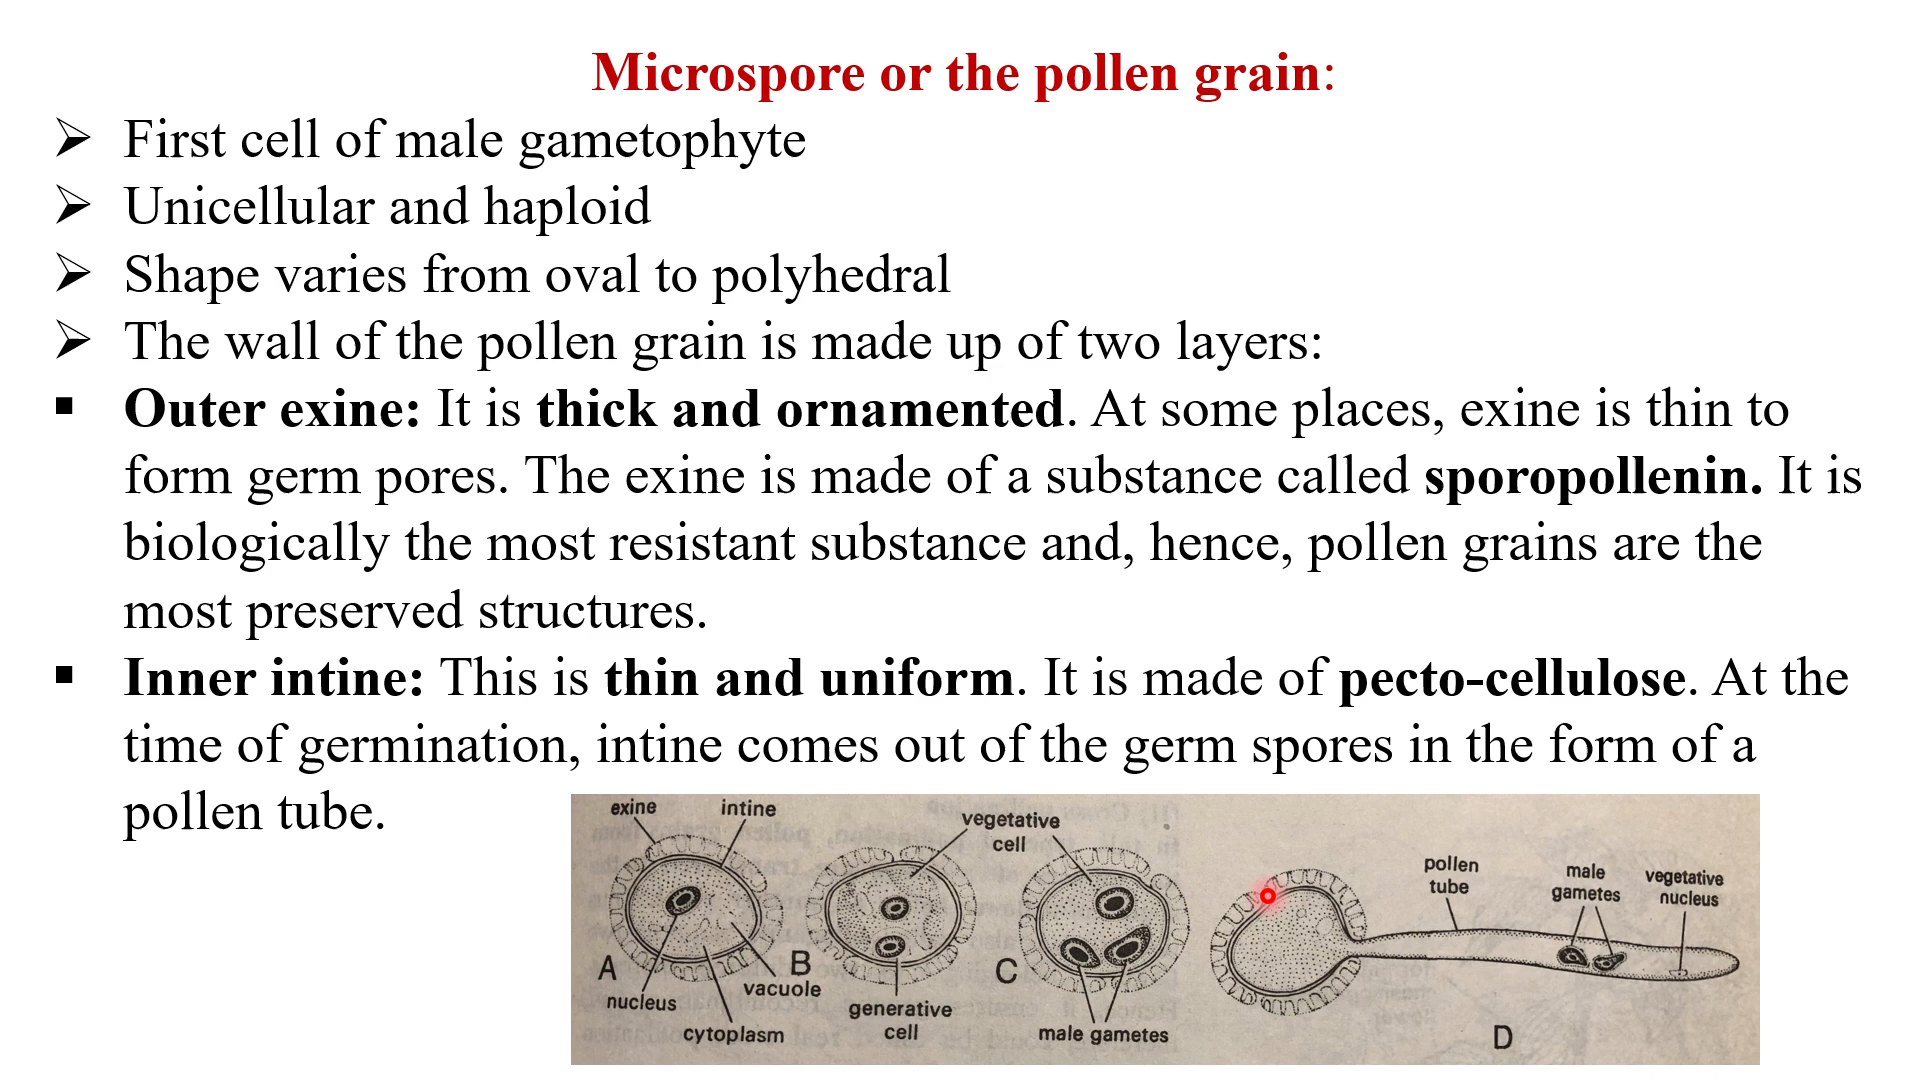 Microspore or the pollen grain:
➢ First cell of male gametophyte
➢ Unicellular and haploid
➢ Shape varies from oval to polyhedral
➢ The wall of the pollen grain is made up of two layers:
▪ Outer exine: It is thick and ornamented. At some places, exine is thin to
form germ pores. The exine is made of a substance called sporopollenin. It is
biologically the most resistant substance and, hence, pollen grains are the
most preserved structures.
▪ Inner intine: This is thin and uniform. It is made of pecto-cellulose. At the
time of germination, intine comes out of the germ spores in the form of a
pollen tube.
exine intine
vegetative
cell
pollen
tube
male
gametes
vegetative
nucleus
A B C
nucleus
vacuole
cytoplasm
generative
cell
male gametes
D